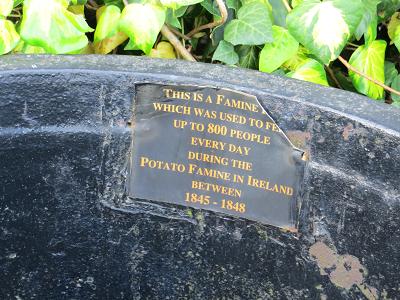 THIS IS A FAMINE
WHICH WAS USED TO FE
UP TO 800 PEOPLE
EVERY DAY
DURING THE
POTATO FAMINE IN IRELAND
BETWEEN
1845 - 1848